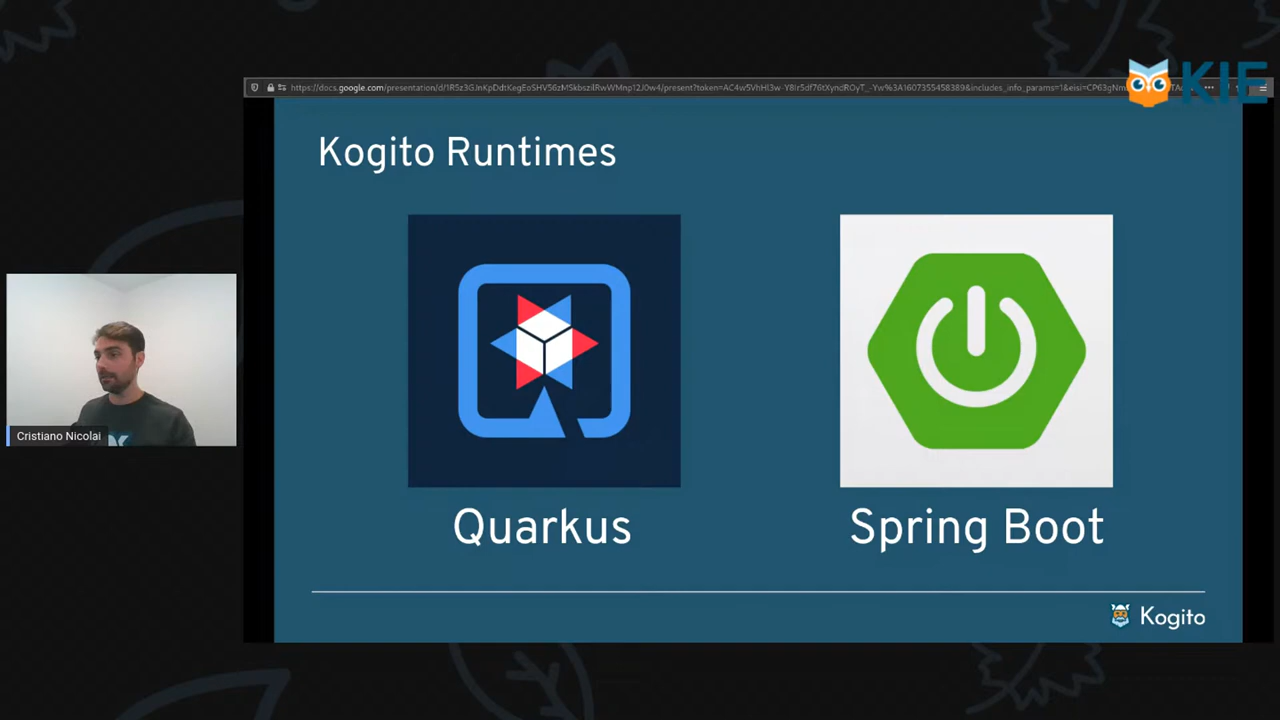 KIE
Kogito Runtimes
Quarkus
Spring Boot
Cristiano Nicolai
Kogito